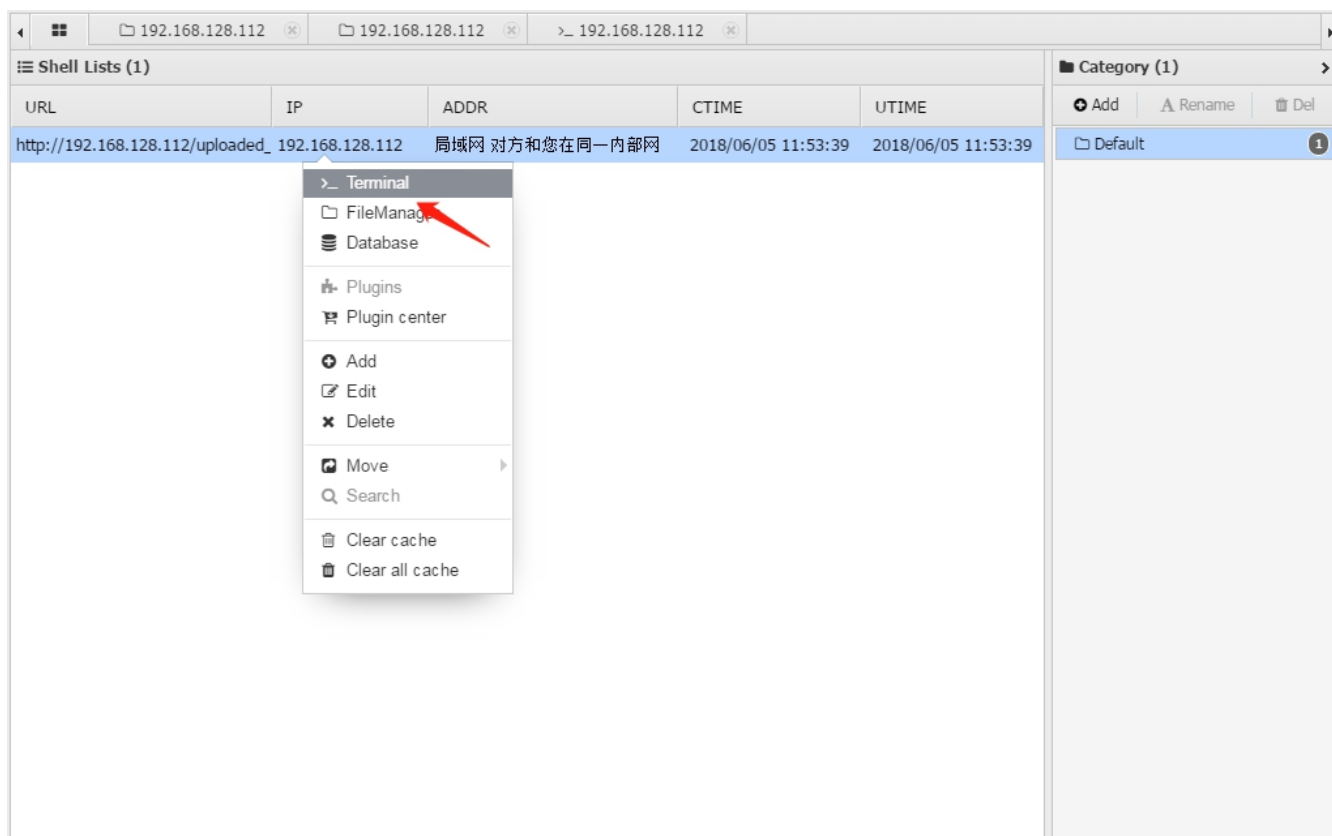 192.168.128.112 192.168.128.112 >_ 192.168.128.112
Shell Lists (1)
Category (1)
URL IP ADDR CTIME UTIME
Add Rename Del
http://192.168.128.112/uploaded_ 192.168.128.112 局域网 对方和您在同一内部网 2018/06/05 11:53:39 2018/06/05 11:53:39
Default 1
>_ Terminal
FileManag
Database
Plugins
Plugin center
Add
Edit
Delete
Move
Search
Clear cache
Clear all cache